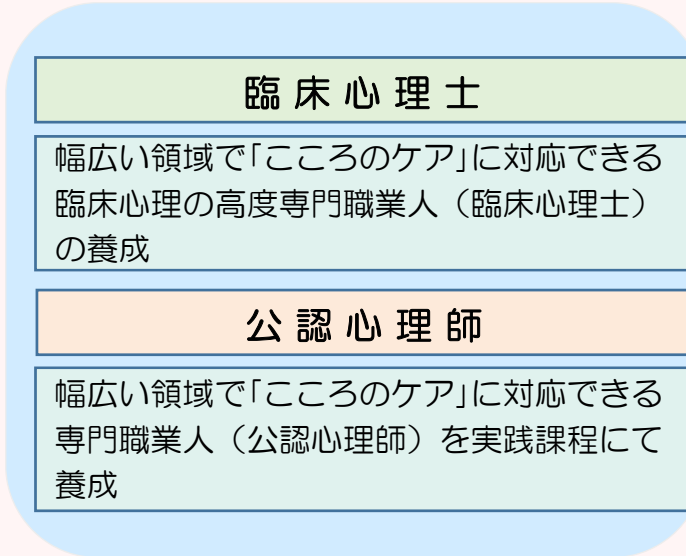 臨床心理士
幅広い領域で「こころのケア」に対応できる
臨床心理の高度専門職業人（臨床心理士）
の養成
公認心理師
幅広い領域で「こころのケア」に対応できる
専門職業人（公認心理師）を実践課程にて
養成